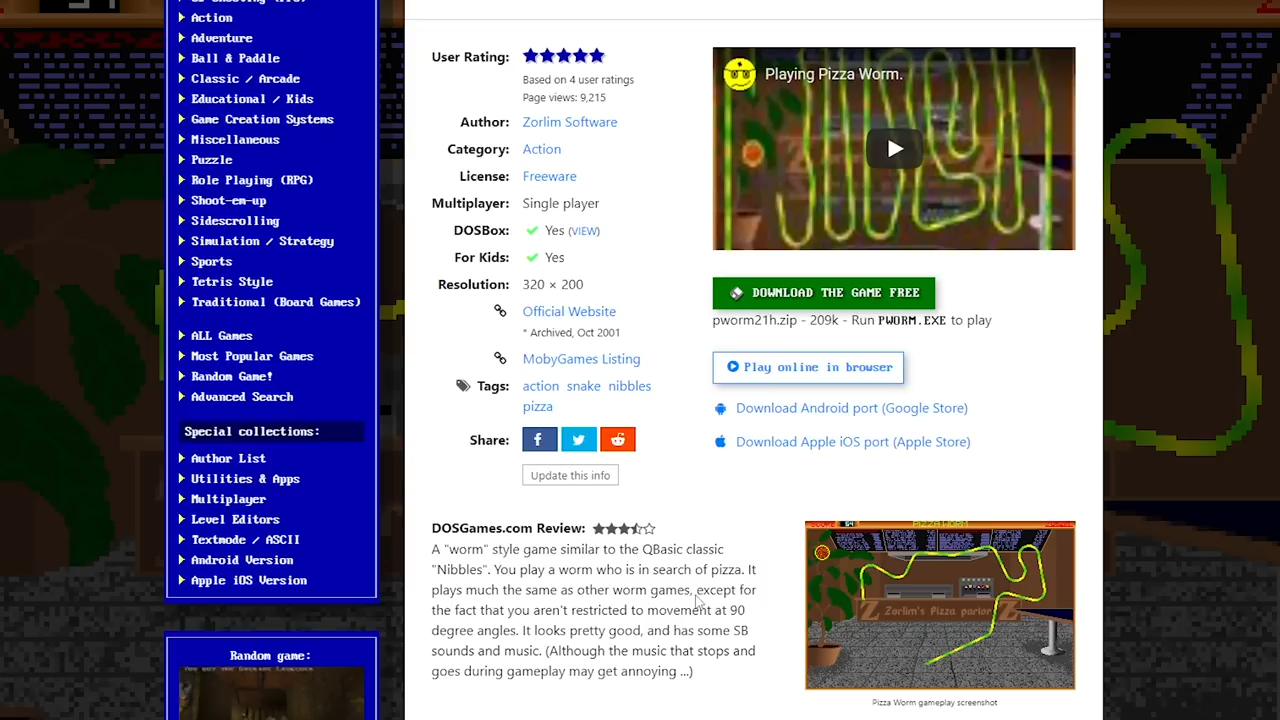 Action
Adventure
Ball & Paddle
Classic / Arcade
Educational / Kids
Game Creation Systems
Miscellaneous
Puzzle
Role Playing (RPG)
Shoot-em-up
Sidescrolling
Simulation / Strategy
Sports
Tetris Style
Traditional (Board Games)
ALL Games
Most Popular Games
Random Game!
Advanced Search
Special collections:
Author List
Utilities & Apps
Multiplayer
Level Editors
Textmode / ASCII
Android Version
Apple iOS Version
Random game:
User Rating:
Based on 4 user ratings
Page views: 9,215
Author: Zorlim Software
Category: Action
License: Freeware
Multiplayer: Single player
DOSBox: Yes (VIEW)
For Kids: Yes
Resolution: 320 × 200
Official Website
* Archived, Oct 2001
MobyGames Listing
Tags: action snake nibbles
pizza
Share:
Update this info
Playing Pizza Worm.
DOWNLOAD THE GAME FREE
pworm21h.zip - 209k - Run PWORM.EXE to play
Play online in browser
Download Android port (Google Store)
Download Apple iOS port (Apple Store)
DOSGames.com Review:
A "worm" style game similar to the QBasic classic
"Nibbles". You play a worm who is in search of pizza. It
plays much the same as other worm games, except for
the fact that you aren't restricted to movement at 90
degree angles. It looks pretty good, and has some SB
sounds and music. (Although the music that stops and
goes during gameplay may get annoying ...)
PIZZA WORM
Z Zorlim's Pizza parlor Z
Pizza Worm gameplay screenshot